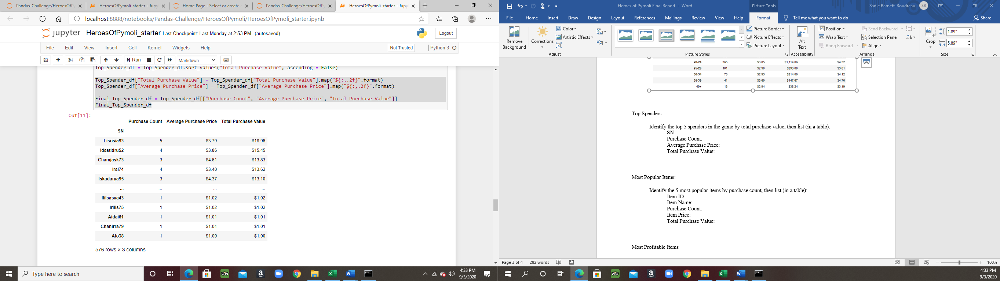 Pandas-Challenge/HeroesOfPy
HeroesOfPymoli_starter - Jupy
Home Page - Select or create
Pandas-Challenge/HeroesOfPy
HeroesOfPymoli_starter - Jupy
localhost:8888/notebooks/Pandas-Challenge/HeroesOfPymoli/HeroesOfPymoli_starter.ipynb
jupyter HeroesOfPymoli_starter Last Checkpoint: Last Monday at 2:53 PM (autosaved)
Logout
File Edit View Insert Cell Kernel Widgets Help
Not Trusted
Python 3
Run
Markdown
Top_Spender_df = Top_Spender_df.sort_values("Total Purchase Value", ascending = False)
Top_Spender_df["Total Purchase Value"] = Top_Spender_df["Total Purchase Value"].map("${:,.2f}".format)
Top_Spender_df["Average Purchase Price"] = Top_Spender_df["Average Purchase Price"].map("${:,.2f}".format)
Final_Top_Spender_df = Top_Spender_df[["Purchase Count", "Average Purchase Price", "Total Purchase Value"]]
Final_Top_Spender_df
Out[11]:
Purchase Count Average Purchase Price Total Purchase Value
SN
Lisosia93 5 $3.79 $18.96
Idastidru52 4 $3.86 $15.45
Chamjask73 3 $4.61 $13.83
Iral74 4 $3.40 $13.62
Iskadarya95 3 $4.37 $13.10
... ... ... ...
Ililsasya43 1 $1.02 $1.02
Irilis75 1 $1.02 $1.02
Aidai61 1 $1.01 $1.01
Chanirra79 1 $1.01 $1.01
Alo38 1 $1.00 $1.00
576 rows × 3 columns
Type here to search
4:33 PM
9/3/2020
Heroes of Pymoli Final Report - Word
Picture Tools
Sadie Barnett-Boudreau
SB
File Home Insert Draw Design Layout References Mailings Review View Help Format Tell me what you want to do
Share
Remove Background
Corrections
Color
Artistic Effects
Adjust
Picture Styles
Picture Border
Picture Effects
Picture Layout
Alt Text
Accessibility
Position
Wrap Text
Bring Forward
Send Backward
Selection Pane
Align
Arrange
Crop
1.89"
5.89"
Size
20-24 365 $3.05 $1,114.06 $4.32
25-29 101 $2.90 $293.00 $3.81
30-34 73 $2.93 $214.00 $4.12
35-39 41 $3.60 $147.67 $4.76
40+ 13 $2.94 $38.24 $3.19
Top Spenders:
Identify the top 5 spenders in the game by total purchase value, then list (in a table):
SN:
Purchase Count:
Average Purchase Price:
Total Purchase Value:
Most Popular Items:
Identify the 5 most popular items by purchase count, then list (in a table):
Item ID:
Item Name:
Purchase Count:
Item Price:
Total Purchase Value:
Most Profitable Items
Page 3 of 4 282 words
100%
4:33 PM
9/3/2020